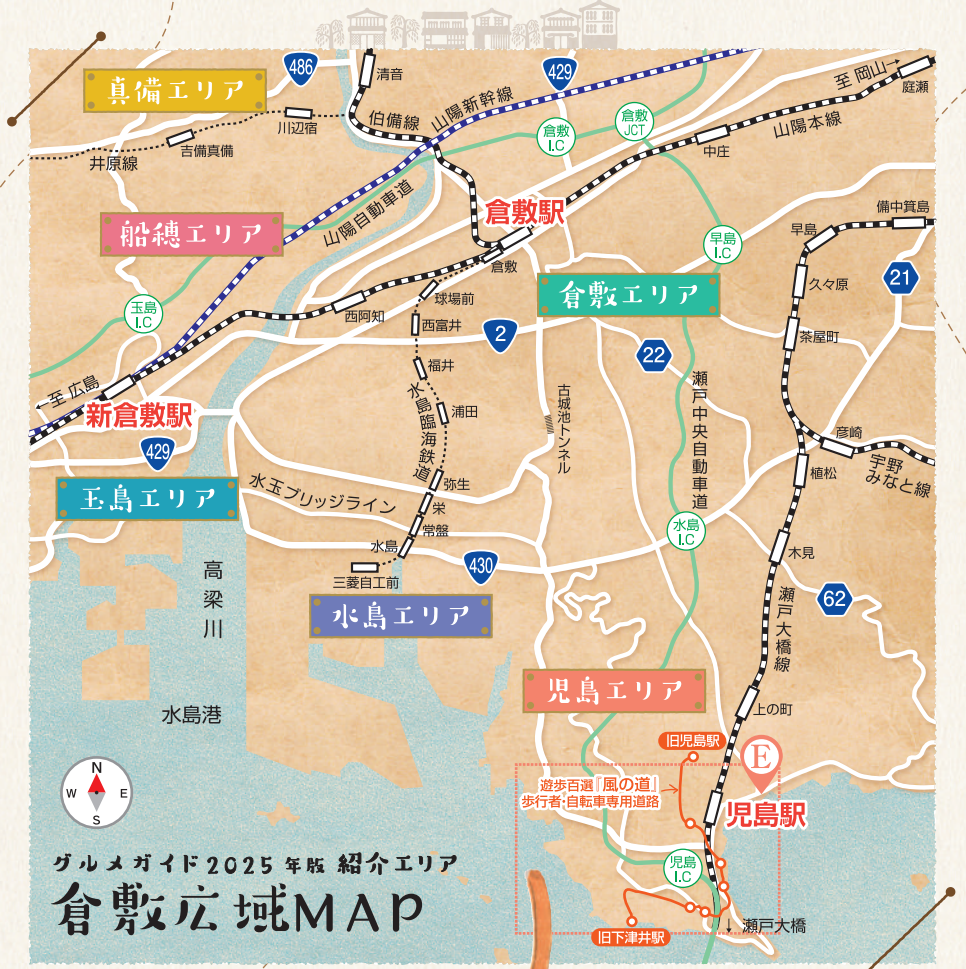 486
清音
429
至 岡山→
庭瀬
真備エリア
川辺宿
伯備線
山陽新幹線
倉敷
I.C
倉敷
JCT
山陽本線
中庄
吉備真備
井原線
山陽自動車道
船穂エリア
倉敷駅
倉敷
早島
I.C
早島
備中箕島
久々原
21
玉島
I.C
西阿知
球場前
西富井
倉敷エリア
2
22
茶屋町
←至 広島
新倉敷駅
福井
水島臨海鉄道
浦田
古城池トンネル
瀬戸中央自動車道
彦崎
宇野
みなと線
植松
429
玉島エリア
水玉ブリッジライン
弥生
栄
常盤
水島
三菱自工前
430
水島
I.C
木見
62
高梁川
水島エリア
瀬戸大橋線
児島エリア
水島港
上の町
旧児島駅
E
児島駅
遊歩百選『風の道』
歩行者・自転車専用道路
N
W
E
S
児島
I.C
旧下津井駅
↓
瀬戸大橋
グルメガイド2025年版 紹介エリア
倉敷広域MAP